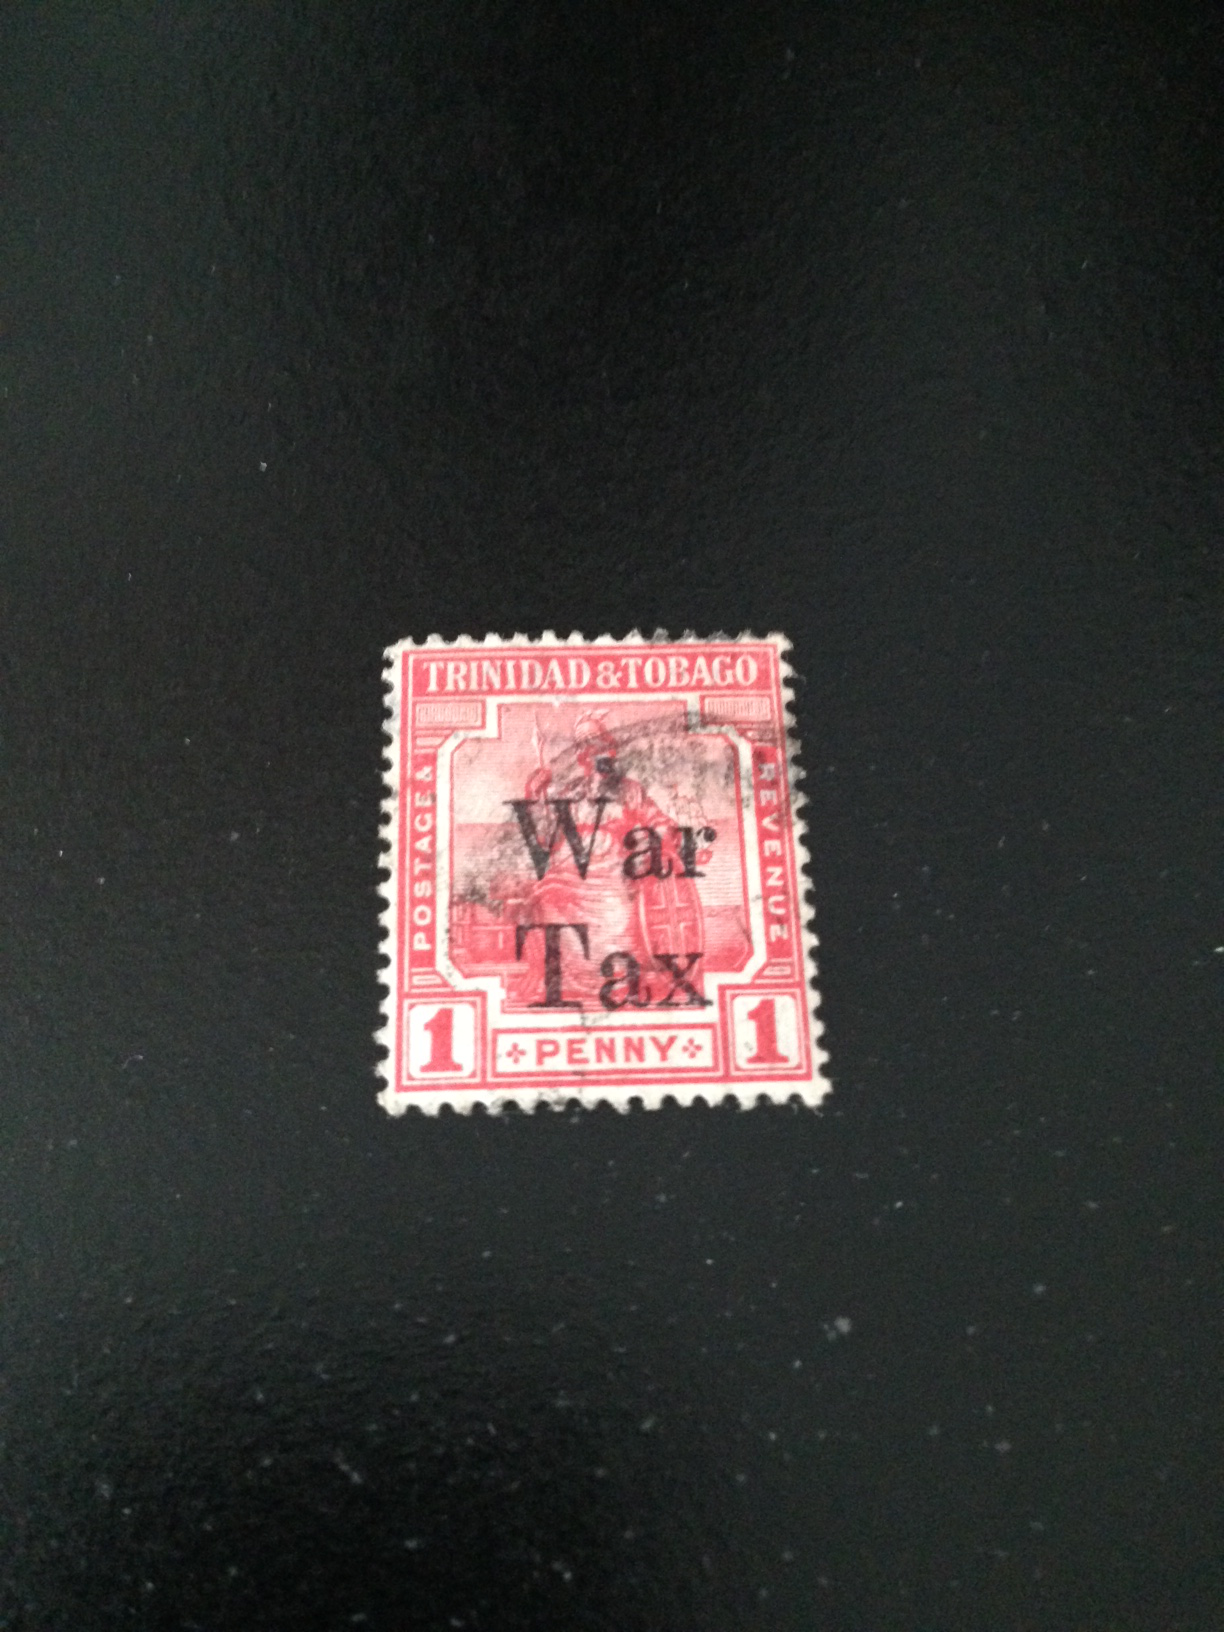 TRINIDAD & TOBAGO
POSTAGE &
REVENUE
War
Tax
1
PENNY
1